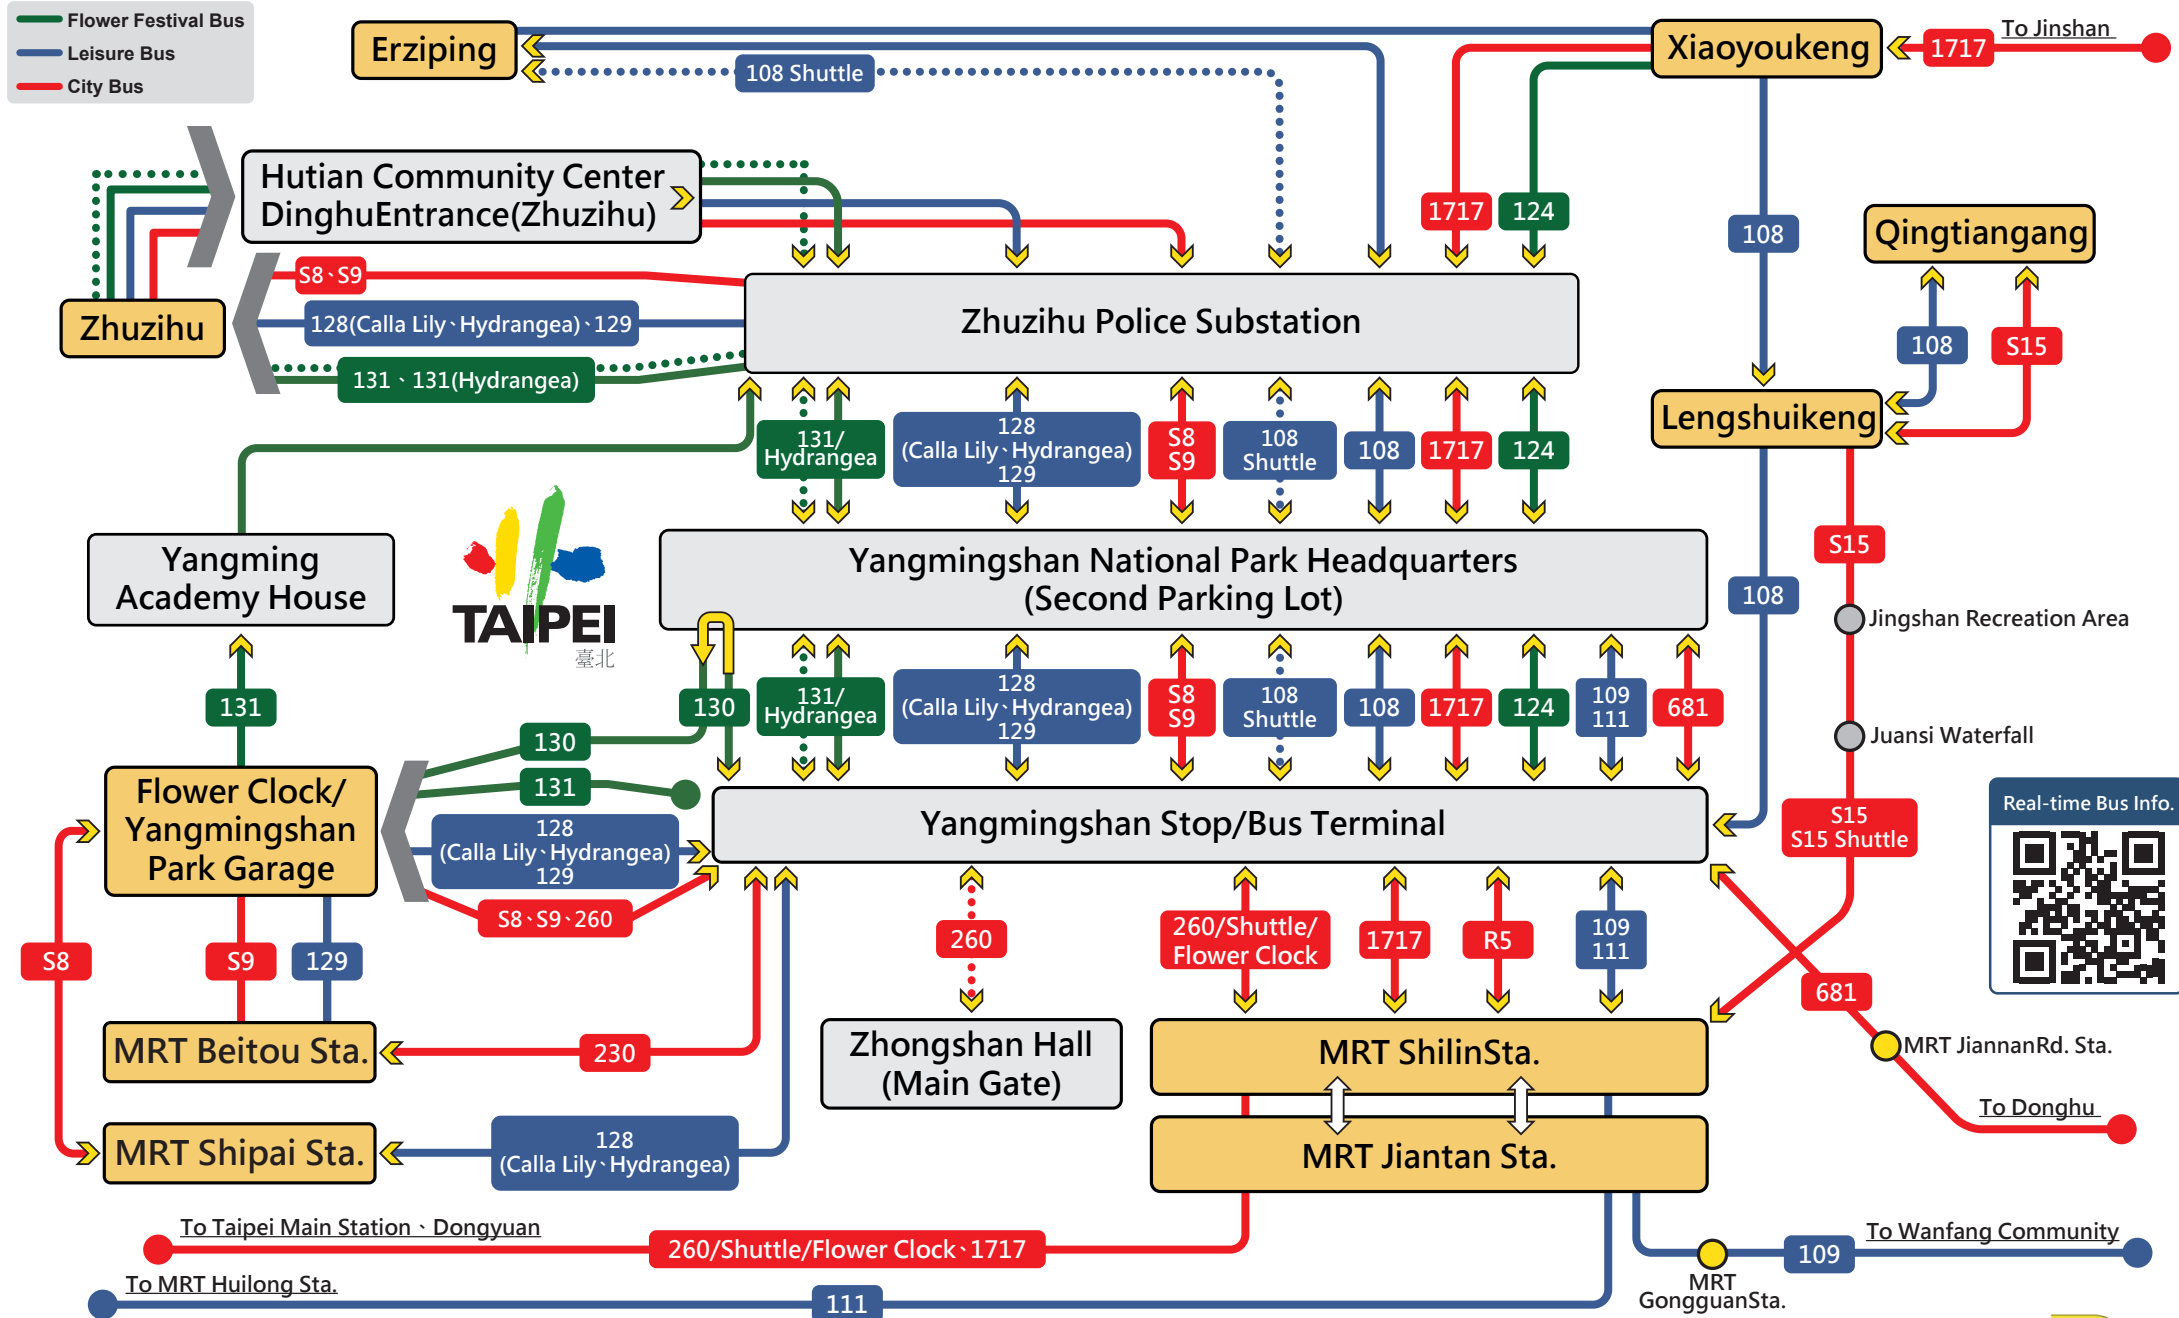 Flower Festival Bus
Leisure Bus
City Bus
Erziping
108 Shuttle
Xiaoyoukeng
1717
To Jinshan
Hutian Community Center
DinghuEntrance(Zhuzihu)
1717
124
108
Qingtiangang
S8、S9
128(Calla Lily、Hydrangea)、129
131、131(Hydrangea)
Zhuzihu
Zhuzihu Police Substation
108
S15
Lengshuikeng
131/
Hydrangea
128
(Calla Lily、Hydrangea)
129
S8
S9
108
Shuttle
108
1717
124
Yangming
Academy House
TAIPEI
臺北
Yangmingshan National Park Headquarters
(Second Parking Lot)
S15
108
Jingshan Recreation Area
131
130
131/
Hydrangea
128
(Calla Lily、Hydrangea)
129
S8
S9
108
Shuttle
108
1717
124
109
111
681
Juansi Waterfall
130
131
Flower Clock/
Yangmingshan
Park Garage
128
(Calla Lily、Hydrangea)
129
S8、S9、260
Yangmingshan Stop/Bus Terminal
S15
S15 Shuttle
Real-time Bus Info.
S8
S9
129
260
260/Shuttle/
Flower Clock
1717
R5
109
111
681
MRT Beitou Sta.
230
Zhongshan Hall
(Main Gate)
MRT ShilinSta.
MRT JiannanRd. Sta.
To Donghu
MRT Shipai Sta.
128
(Calla Lily、Hydrangea)
MRT Jiantan Sta.
To Taipei Main Station、Dongyuan
260/Shuttle/Flower Clock、1717
To Wanfang Community
109
MRT
GongguanSta.
To MRT Huilong Sta.
111